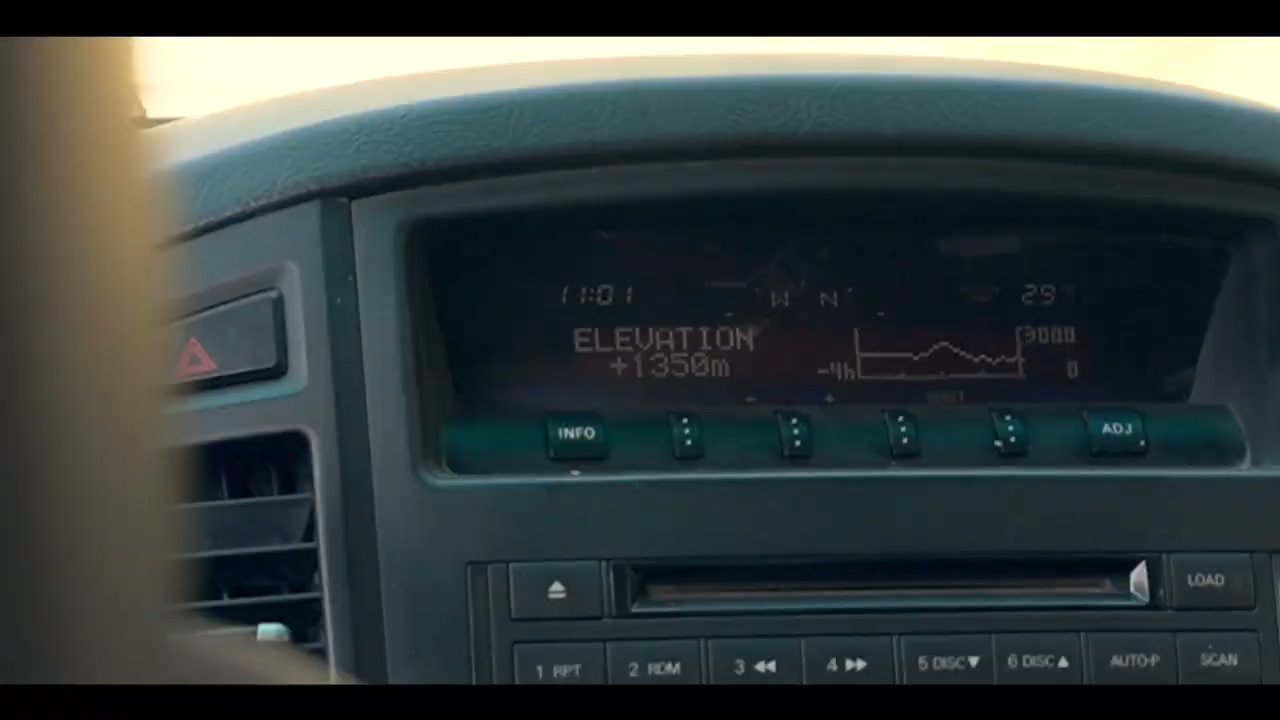 11:01 W N 29
ELEVATION
+1350m
3000
-4h 0
- + RESET
INFO ADJ
LOAD
1 RPT 2 RDM 3 ◀◀ 4 ▶▶ 5 DISC▼ 6 DISC▲ AUTO-P SCAN